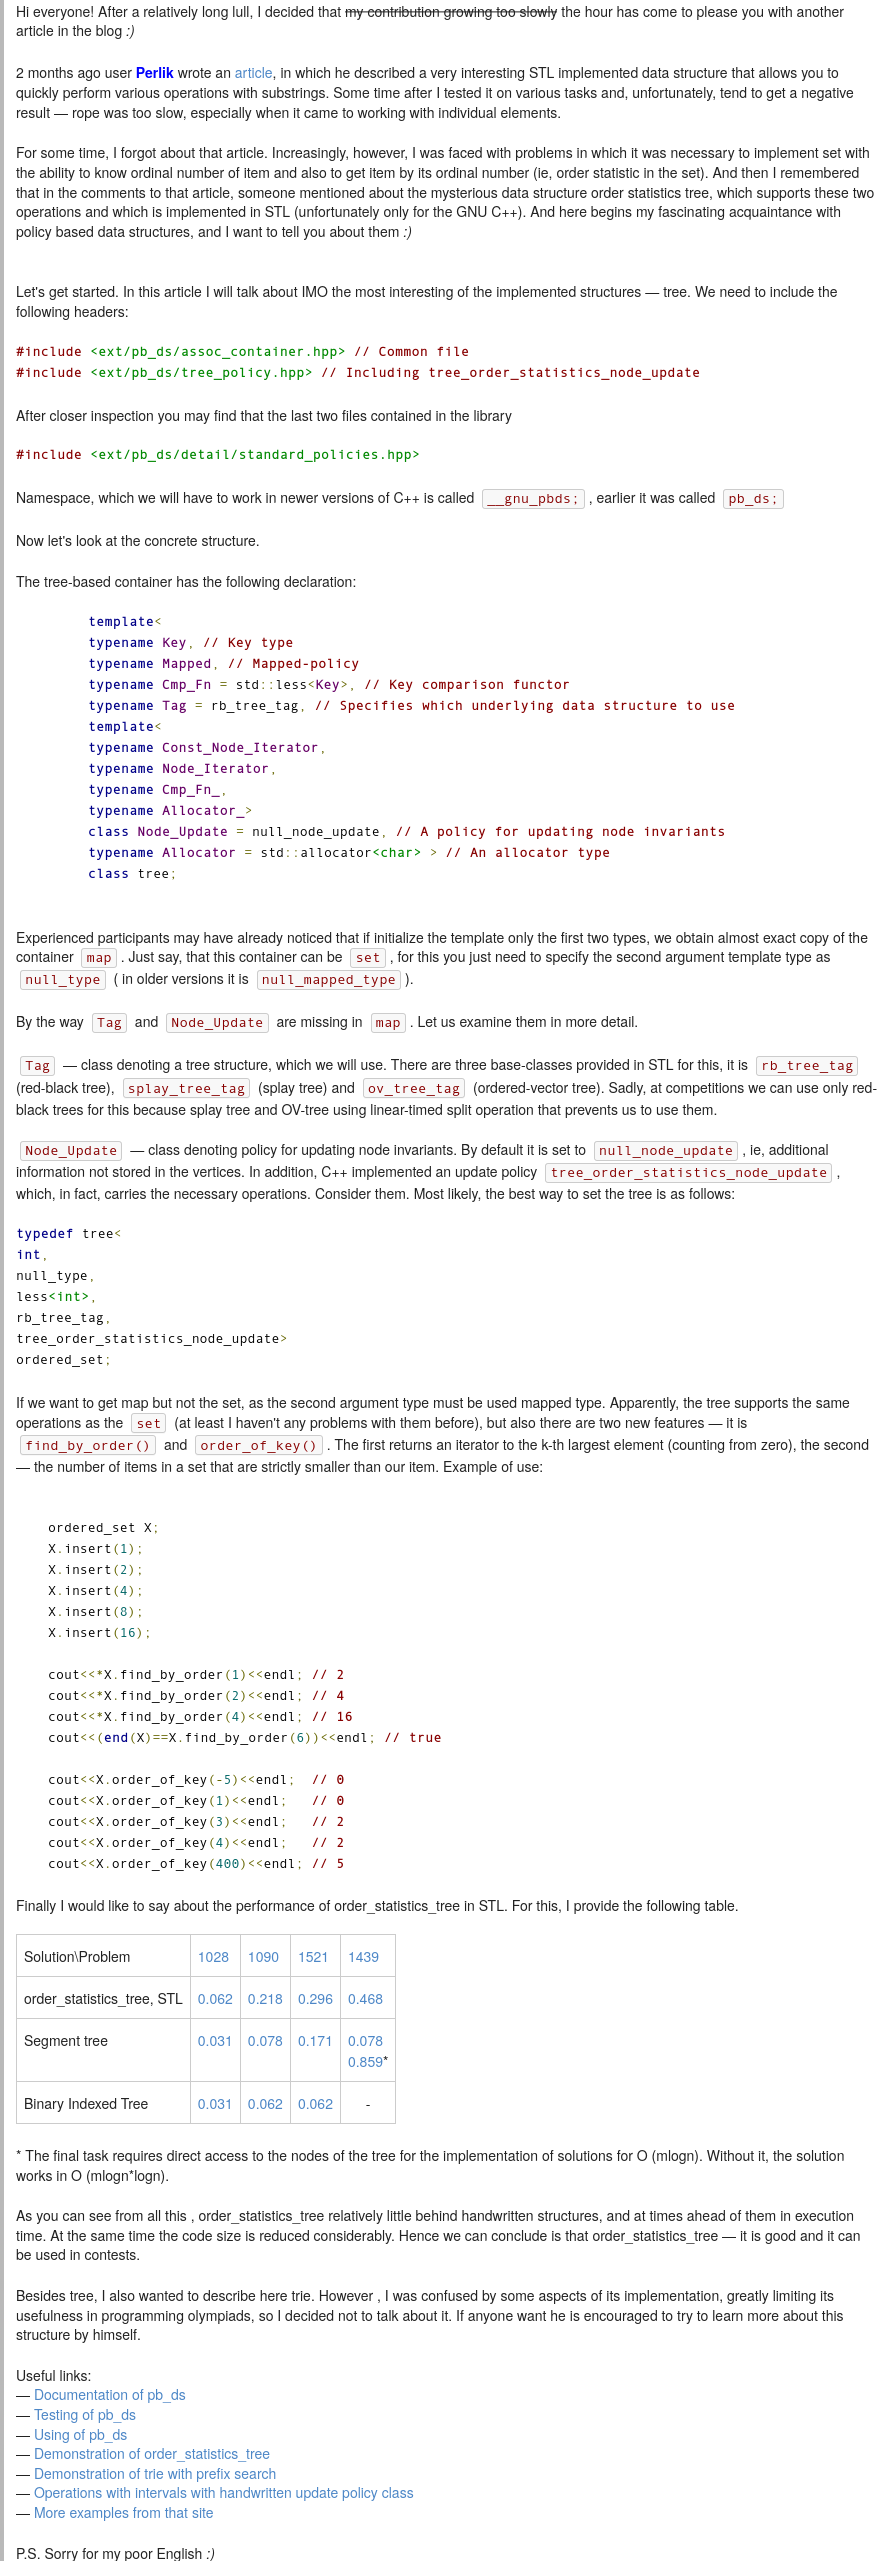 Hi everyone! After a relatively long lull, I decided that my contribution growing too slowly the hour has come to please you with another
article in the blog :)
2 months ago user Perlik wrote an article, in which he described a very interesting STL implemented data structure that allows you to
quickly perform various operations with substrings. Some time after I tested it on various tasks and, unfortunately, tend to get a negative
result — rope was too slow, especially when it came to working with individual elements.
For some time, I forgot about that article. Increasingly, however, I was faced with problems in which it was necessary to implement set with
the ability to know ordinal number of item and also to get item by its ordinal number (ie, order statistic in the set). And then I remembered
that in the comments to that article, someone mentioned about the mysterious data structure order statistics tree, which supports these two
operations and which is implemented in STL (unfortunately only for the GNU C++). And here begins my fascinating acquaintance with
policy based data structures, and I want to tell you about them :)
Let's get started. In this article I will talk about IMO the most interesting of the implemented structures — tree. We need to include the
following headers:
#include <ext/pb_ds/assoc_container.hpp> // Common file
#include <ext/pb_ds/tree_policy.hpp> // Including tree_order_statistics_node_update
After closer inspection you may find that the last two files contained in the library
#include <ext/pb_ds/detail/standard_policies.hpp>
Namespace, which we will have to work in newer versions of C++ is called __gnu_pbds; , earlier it was called pb_ds;
Now let's look at the concrete structure.
The tree-based container has the following declaration:
template<
typename Key, // Key type
typename Mapped, // Mapped-policy
typename Cmp_Fn = std::less<Key>, // Key comparison functor
typename Tag = rb_tree_tag, // Specifies which underlying data structure to use
template<
typename Const_Node_Iterator,
typename Node_Iterator,
typename Cmp_Fn_,
typename Allocator_>
class Node_Update = null_node_update, // A policy for updating node invariants
typename Allocator = std::allocator<char> > // An allocator type
class tree;
Experienced participants may have already noticed that if initialize the template only the first two types, we obtain almost exact copy of the
container map . Just say, that this container can be set , for this you just need to specify the second argument template type as
null_type ( in older versions it is null_mapped_type ).
By the way Tag and Node_Update are missing in map . Let us examine them in more detail.
Tag — class denoting a tree structure, which we will use. There are three base-classes provided in STL for this, it is rb_tree_tag
(red-black tree), splay_tree_tag (splay tree) and ov_tree_tag (ordered-vector tree). Sadly, at competitions we can use only red-
black trees for this because splay tree and OV-tree using linear-timed split operation that prevents us to use them.
Node_Update — class denoting policy for updating node invariants. By default it is set to null_node_update , ie, additional
information not stored in the vertices. In addition, C++ implemented an update policy tree_order_statistics_node_update ,
which, in fact, carries the necessary operations. Consider them. Most likely, the best way to set the tree is as follows:
typedef tree<
int,
null_type,
less<int>,
rb_tree_tag,
tree_order_statistics_node_update>
ordered_set;
If we want to get map but not the set, as the second argument type must be used mapped type. Apparently, the tree supports the same
operations as the set (at least I haven't any problems with them before), but also there are two new features — it is
find_by_order() and order_of_key() . The first returns an iterator to the k-th largest element (counting from zero), the second
— the number of items in a set that are strictly smaller than our item. Example of use:
ordered_set X;
X.insert(1);
X.insert(2);
X.insert(4);
X.insert(8);
X.insert(16);
cout<<*X.find_by_order(1)<<endl; // 2
cout<<*X.find_by_order(2)<<endl; // 4
cout<<*X.find_by_order(4)<<endl; // 16
cout<<(end(X)==X.find_by_order(6))<<endl; // true
cout<<X.order_of_key(-5)<<endl;  // 0
cout<<X.order_of_key(1)<<endl;   // 0
cout<<X.order_of_key(3)<<endl;   // 2
cout<<X.order_of_key(4)<<endl;   // 2
cout<<X.order_of_key(400)<<endl; // 5
Finally I would like to say about the performance of order_statistics_tree in STL. For this, I provide the following table.
Solution\Problem 1028 1090 1521 1439
order_statistics_tree, STL 0.062 0.218 0.296 0.468
Segment tree 0.031 0.078 0.171 0.078
0.859*
Binary Indexed Tree 0.031 0.062 0.062 -
* The final task requires direct access to the nodes of the tree for the implementation of solutions for O (mlogn). Without it, the solution
works in O (mlogn*logn).
As you can see from all this , order_statistics_tree relatively little behind handwritten structures, and at times ahead of them in execution
time. At the same time the code size is reduced considerably. Hence we can conclude is that order_statistics_tree — it is good and it can
be used in contests.
Besides tree, I also wanted to describe here trie. However , I was confused by some aspects of its implementation, greatly limiting its
usefulness in programming olympiads, so I decided not to talk about it. If anyone want he is encouraged to try to learn more about this
structure by himself.
Useful links:
— Documentation of pb_ds
— Testing of pb_ds
— Using of pb_ds
— Demonstration of order_statistics_tree
— Demonstration of trie with prefix search
— Operations with intervals with handwritten update policy class
— More examples from that site
P.S. Sorry for my poor English :)